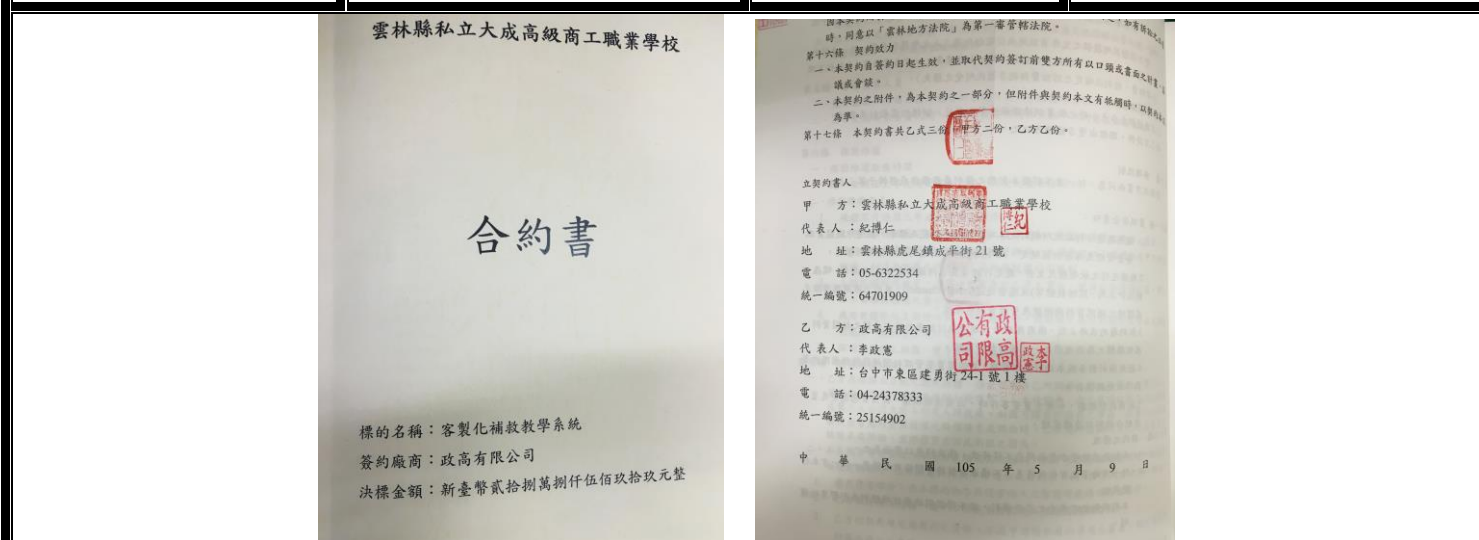 雲林縣私立大成高級商工職業學校
合約書
標的名稱：客製化補救教學系統
簽約廠商：政高有限公司
決標金額：新臺幣貳拾捌萬捌仟伍佰玖拾玖元整
時，同意以「雲林地方法院」為第一審管轄法院。
第十六條 契約效力
一、本契約自簽約日起生效，並取代契約簽訂前雙方所有以口頭或書面之
議或會談。
二、本契約之附件，為本契約之一部分，但附件與契約本文有牴觸時，以契約
為準。
第十七條 本契約書共乙式三份，甲方二份，乙方乙份。
立契約書人
甲 方：雲林縣私立大成高級商工職業學校
代表人：紀博仁
紀博仁
地 址：雲林縣虎尾鎮成平街 21 號
電 話：05-6322534
統一編號：64701909
乙 方：政高有限公司
政高有限公司
代表人：李政憲
李政憲
地 址：台中市東區建勇街 24-1 號 1 樓
電 話：04-24378333
統一編號：25154902
中 華 民 國 105 年 5 月 9 日